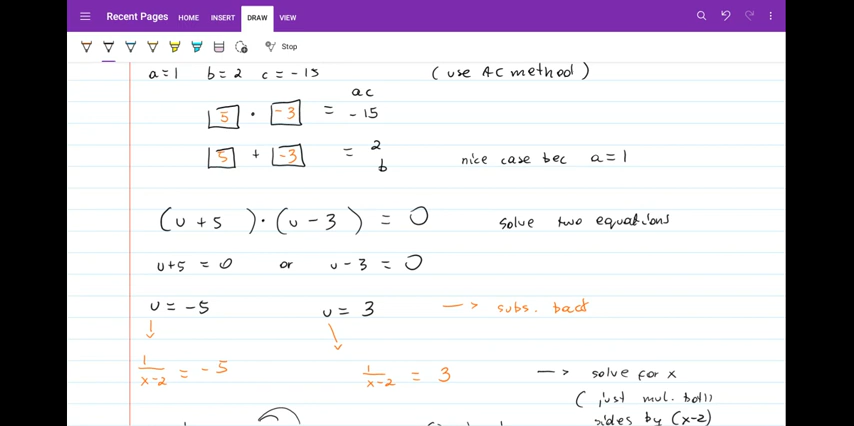 Recent Pages HOME INSERT DRAW VIEW
Stop
a=1 b=2 c=-15 (use AC method)
ac
5 · -3 = -15
5 + -3 = 2
b
nice case bec a=1
(u+5)·(u-3) = 0 solve two equations
u+5 = 0 or u-3 = 0
u = -5 u = 3 —> subs. back
1/(x-2) = -5 1/(x-2) = 3 —> solve for x
(just mul. both
sides by (x-2)